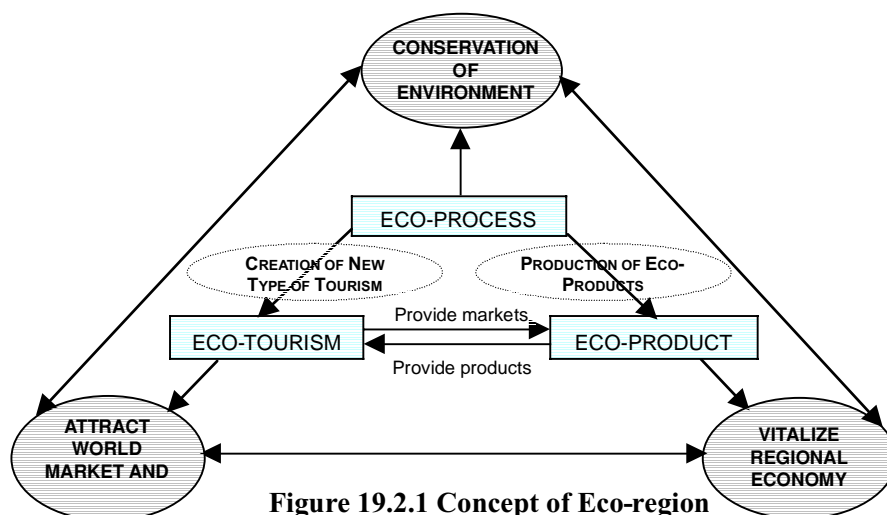 CONSERVATION
OF
ENVIRONMENT
ECO-PROCESS
CREATION OF NEW
TYPE OF TOURISM
PRODUCTION OF ECO-
PRODUCTS
Provide markets
ECO-TOURISM
ECO-PRODUCT
Provide products
ATTRACT
WORLD
MARKET AND
VITALIZE
REGIONAL
ECONOMY
Figure 19.2.1 Concept of Eco-region